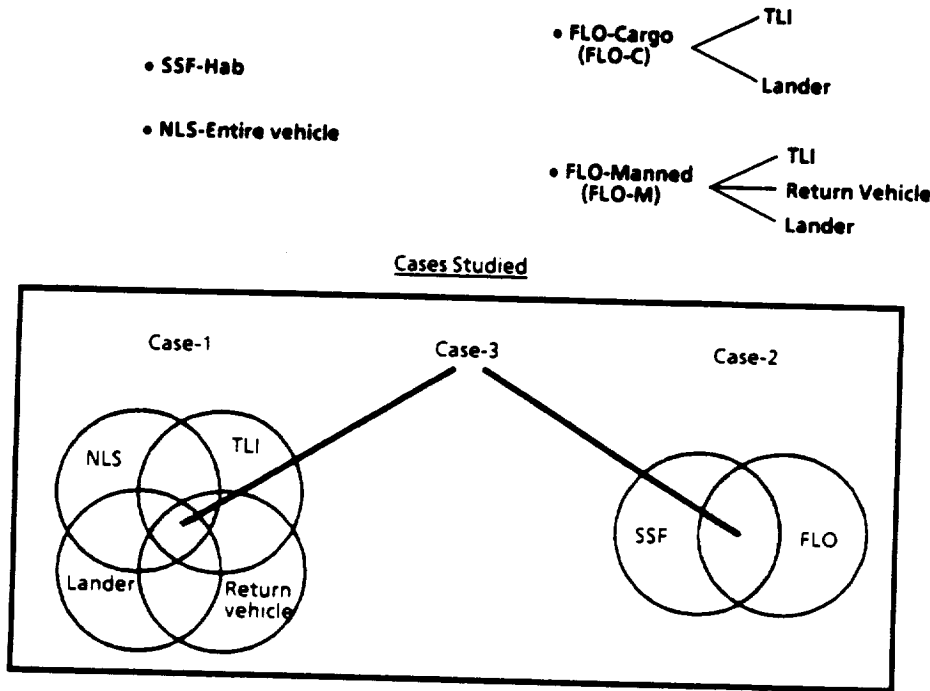 • SSF-Hab
• NLS-Entire vehicle
• FLO-Cargo
(FLO-C)
TLI
Lander
• FLO-Manned
(FLO-M)
TLI
Return Vehicle
Lander
Cases Studied
Case-1
Case-3
Case-2
NLS
TLI
Lander
Return
vehicle
SSF
FLO